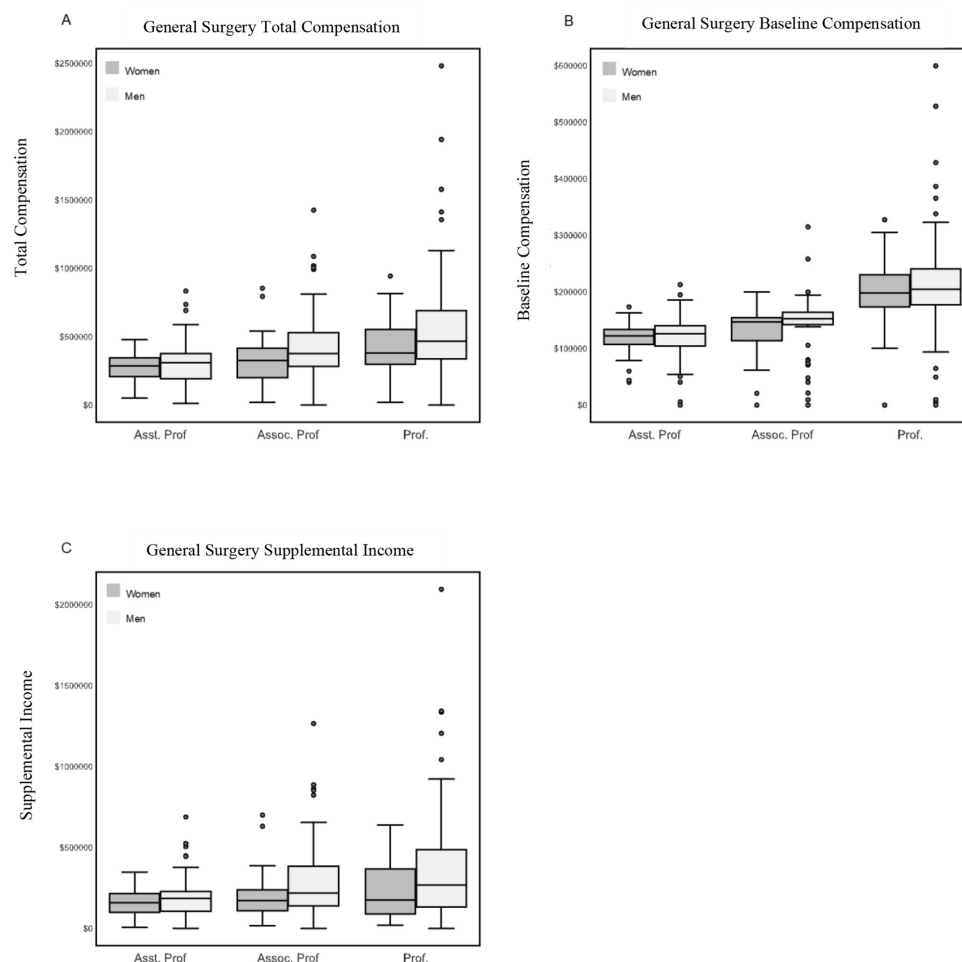 A
General Surgery Total Compensation
$2500000
Women
Men
$2000000
$1500000
$1000000
$500000
$0
Total Compensation
Asst. Prof
Assoc. Prof
Prof.
B
General Surgery Baseline Compensation
$600000
Women
Men
$500000
$400000
$300000
$200000
$100000
$0
Baseline Compensation
Asst. Prof
Assoc. Prof
Prof.
C
General Surgery Supplemental Income
$2000000
Women
Men
$1500000
$1000000
$500000
$0
Supplemental Income
Asst. Prof
Assoc. Prof
Prof.